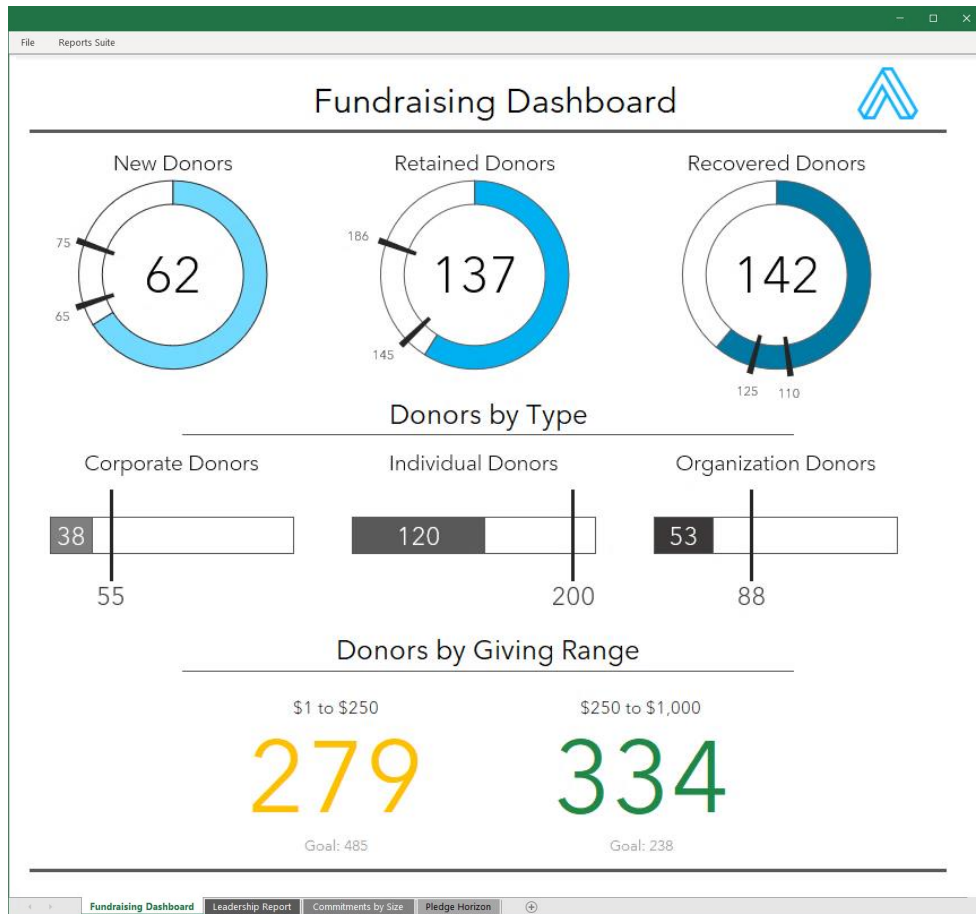 File Reports Suite
Fundraising Dashboard
New Donors Retained Donors Recovered Donors
75 186
62 137 142
65
145
125 110
Donors by Type
Corporate Donors Individual Donors Organization Donors
38 120 53
55 200 88
Donors by Giving Range
$1 to $250 $250 to $1,000
279 334
Goal: 485 Goal: 238
Fundraising Dashboard Leadership Report Commitments by Size Pledge Horizon